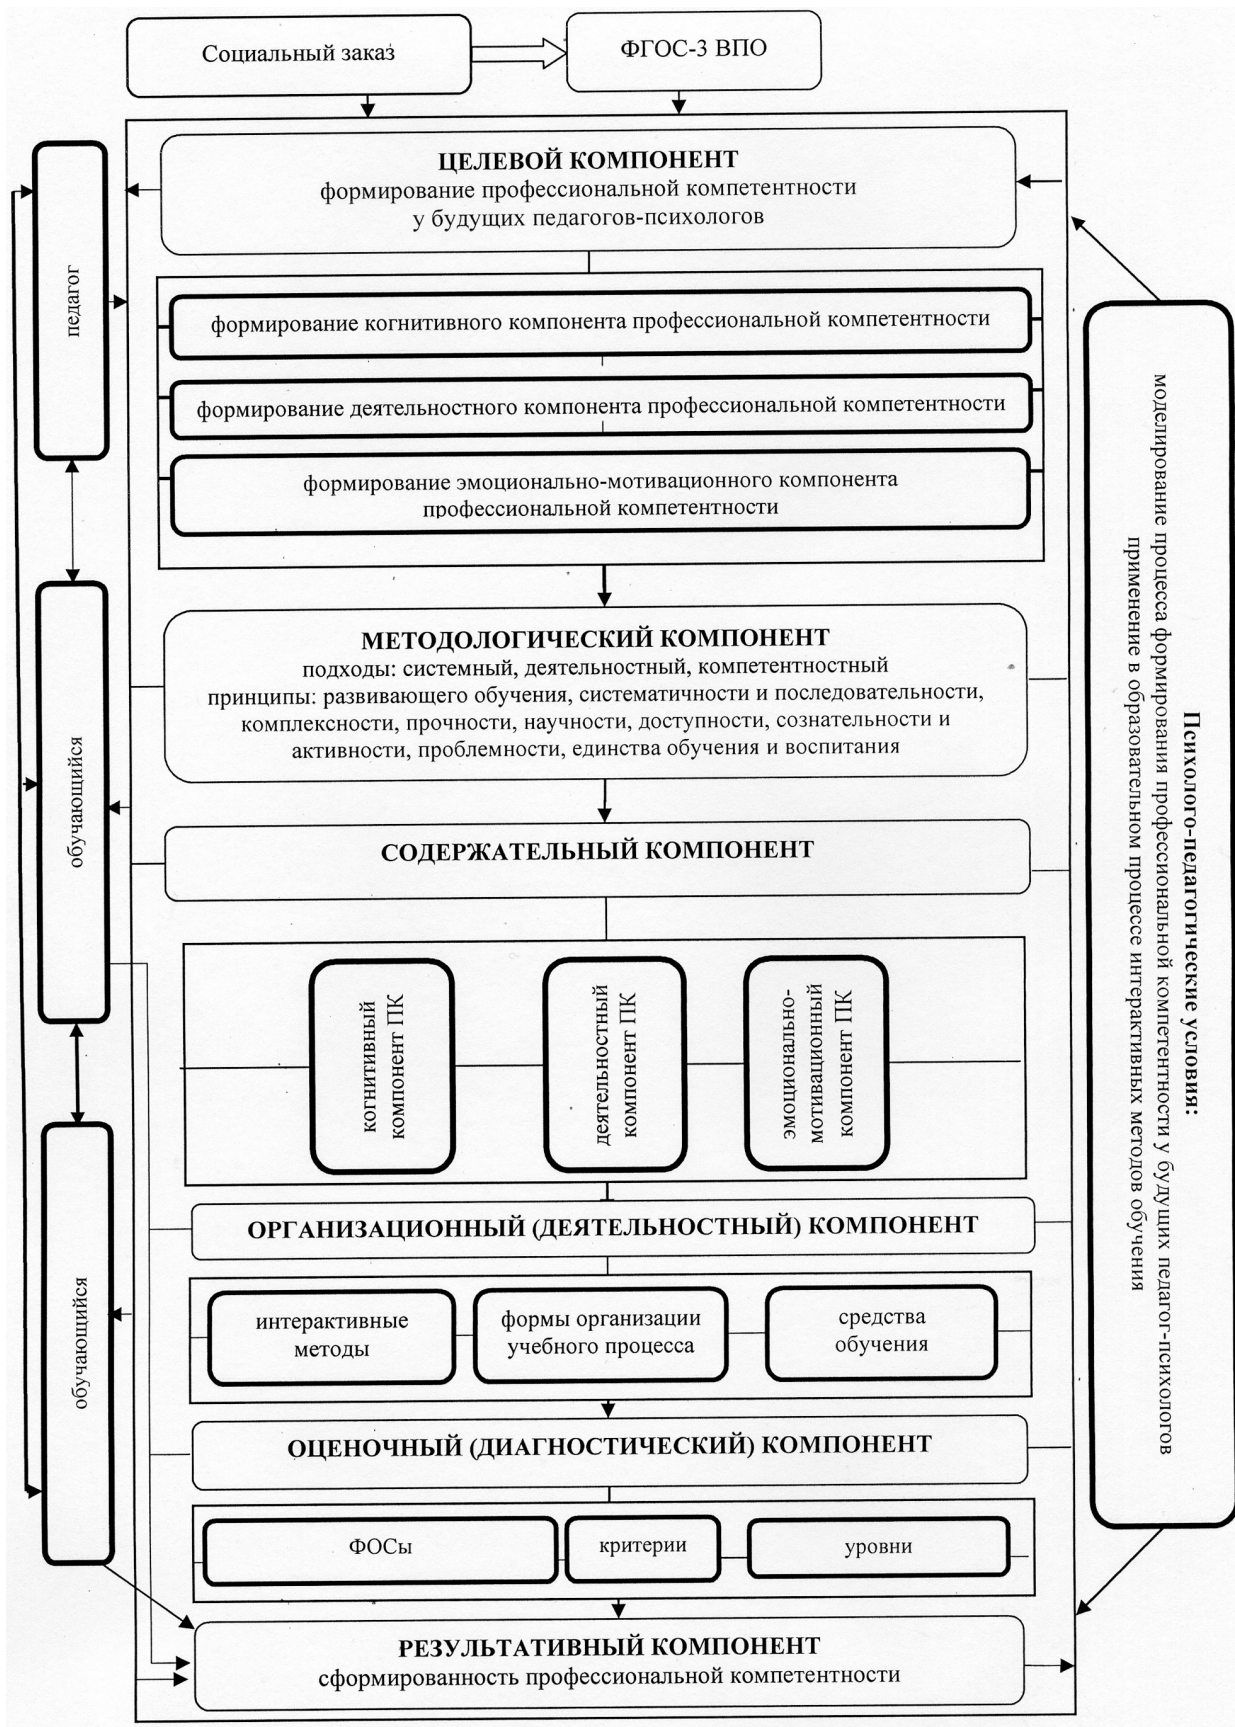 Социальный заказ
ФГОС-3 ВПО
ЦЕЛЕВОЙ КОМПОНЕНТ
формирование профессиональной компетентности
у будущих педагогов-психологов
педагог
формирование когнитивного компонента профессиональной компетентности
формирование деятельностного компонента профессиональной компетентности
формирование эмоционально-мотивационного компонента
профессиональной компетентности
МЕТОДОЛОГИЧЕСКИЙ КОМПОНЕНТ
подходы: системный, деятельностный, компетентностный
принципы: развивающего обучения, систематичности и последовательности,
комплексности, прочности, научности, доступности, сознательности и
активности, проблемности, единства обучения и воспитания
обучающийся
СОДЕРЖАТЕЛЬНЫЙ КОМПОНЕНТ
когнитивный
компонент ПК
деятельностный
компонент ПК
эмоционально-
мотивационный
компонент ПК
ОРГАНИЗАЦИОННЫЙ (ДЕЯТЕЛЬНОСТНЫЙ) КОМПОНЕНТ
интерактивные
методы
формы организации
учебного процесса
средства
обучения
обучающийся
ОЦЕНОЧНЫЙ (ДИАГНОСТИЧЕСКИЙ) КОМПОНЕНТ
ФОСы
критерии
уровни
РЕЗУЛЬТАТИВНЫЙ КОМПОНЕНТ
сформированность профессиональной компетентности
Психолого-педагогические условия:
моделирование процесса формирования профессиональной компетентности у будущих педагог-психологов
применение в образовательном процессе интерактивных методов обучения